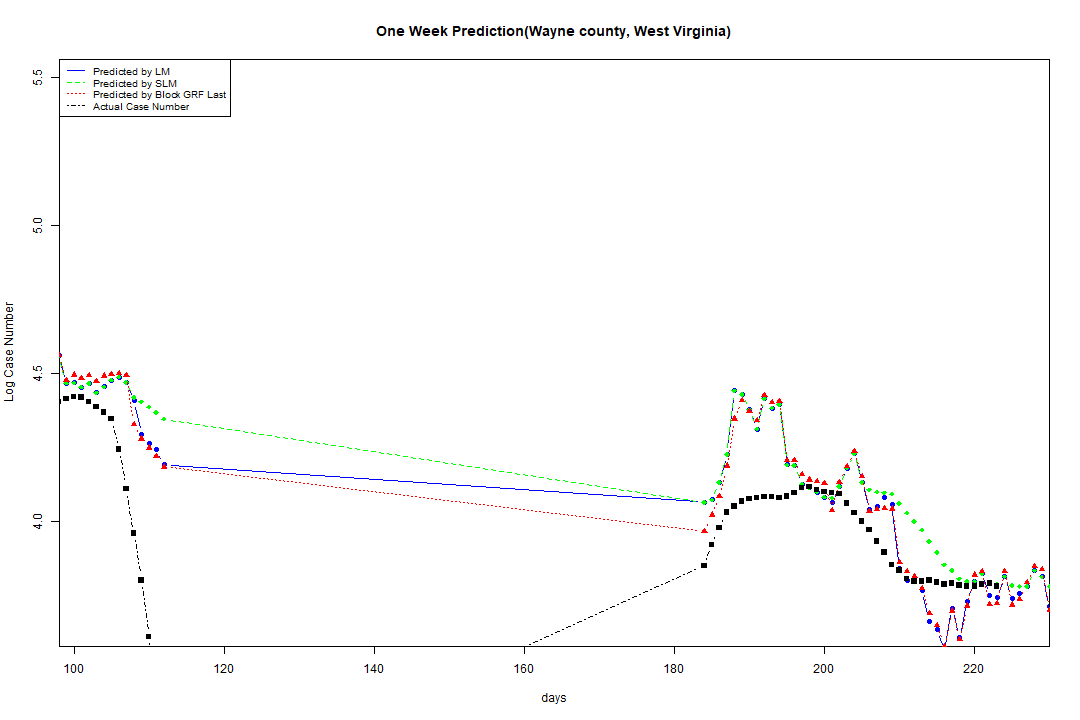 One Week Prediction(Wayne county, West Virginia)
Predicted by LM
Predicted by SLM
Predicted by Block GRF Last
Actual Case Number
5.5
5.0
4.5
4.0
Log Case Number
100 120 140 160 180 200 220
days